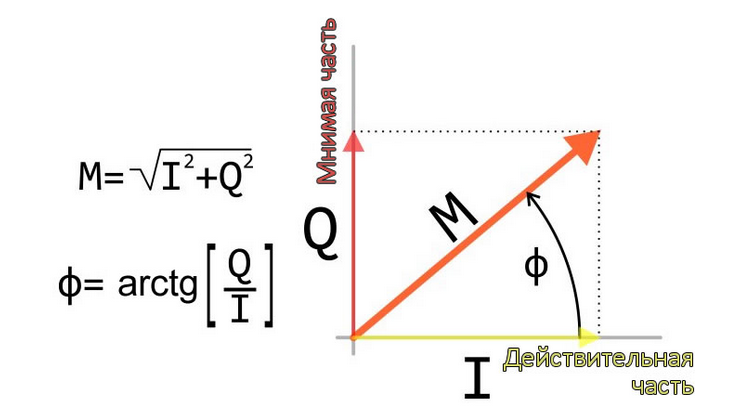 Мнимая часть
M=√I²+Q²
Q
M
ϕ= arctg[Q/I]
ϕ
I
Действительная
часть